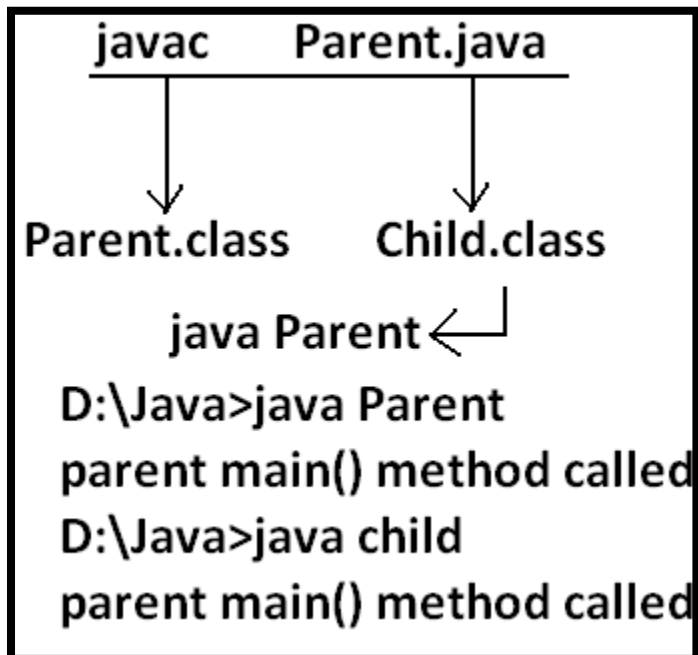 javac Parent.java
Parent.class Child.class
java Parent
D:\Java>java Parent
parent main() method called
D:\Java>java child
parent main() method called